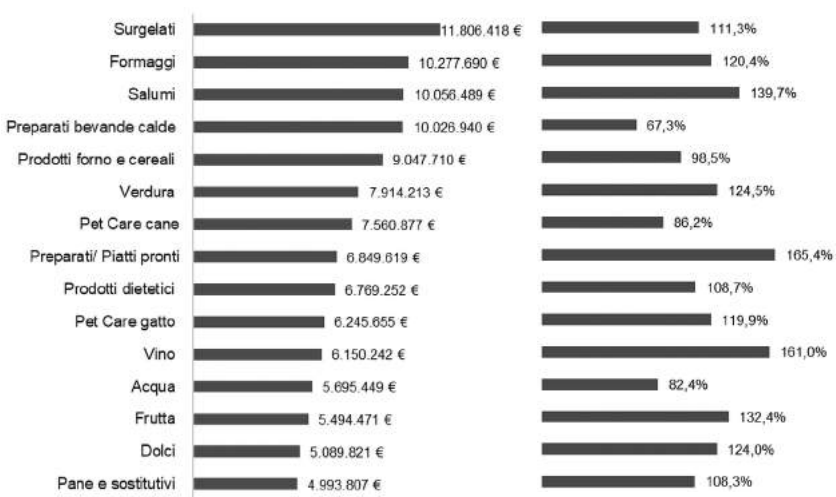 Surgelati 11.806.418 € 111,3%
Formaggi 10.277.690 € 120,4%
Salumi 10.056.489 € 139,7%
Preparati bevande calde 10.026.940 € 67,3%
Prodotti forno e cereali 9.047.710 € 98,5%
Verdura 7.914.213 € 124,5%
Pet Care cane 7.560.877 € 86,2%
Preparati/ Piatti pronti 6.849.619 € 165,4%
Prodotti dietetici 6.769.252 € 108,7%
Pet Care gatto 6.245.655 € 119,9%
Vino 6.150.242 € 161,0%
Acqua 5.695.449 € 82,4%
Frutta 5.494.471 € 132,4%
Dolci 5.089.821 € 124,0%
Pane e sostitutivi 4.993.807 € 108,3%